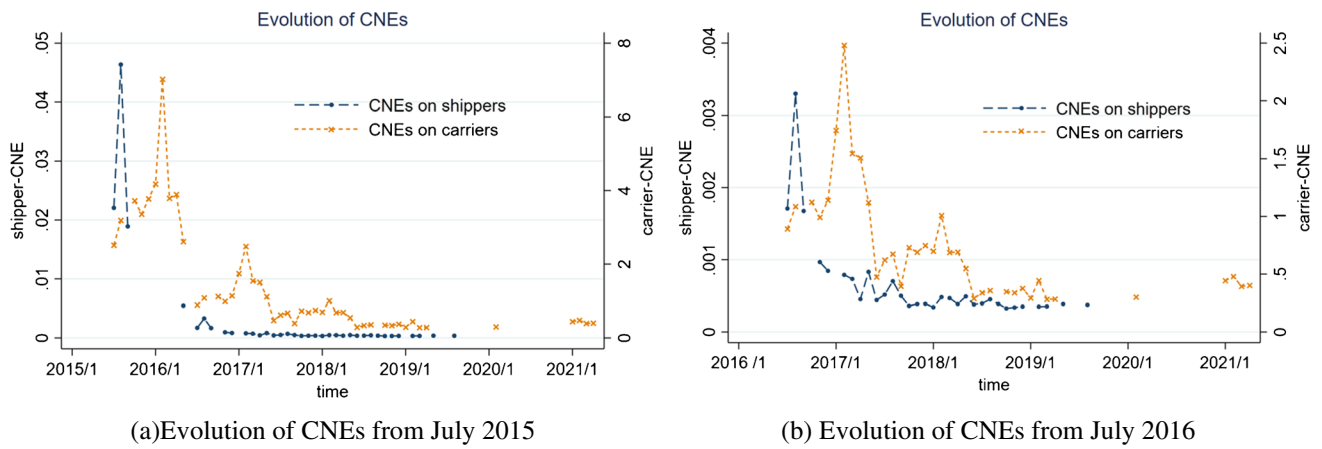 Evolution of CNEs
.05
.04
.03
.02
.01
0
shipper-CNE
8
6
4
2
0
carrier-CNE
CNEs on shippers
CNEs on carriers
2015/1
2016/1
2017/1
2018/1
2019/1
2020/1
2021/1
time
(a)Evolution of CNEs from July 2015
Evolution of CNEs
.004
.003
.002
.001
0
shipper-CNE
2.5
2
1.5
1
.5
0
carrier-CNE
CNEs on shippers
CNEs on carriers
2016 /1
2017/1
2018/1
2019/1
2020/1
2021/1
time
(b) Evolution of CNEs from July 2016